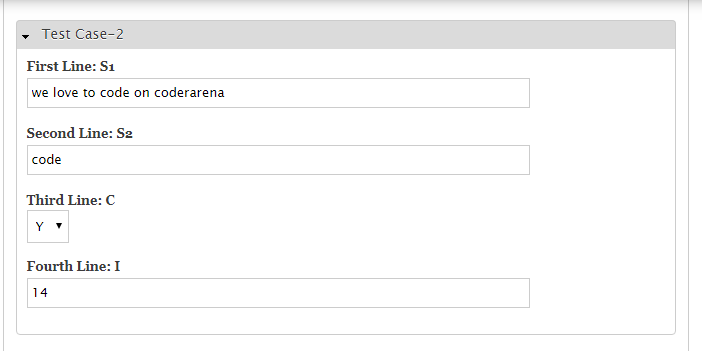 Test Case-2
First Line: S1
we love to code on coderarena
Second Line: S2
code
Third Line: C
Y
Fourth Line: I
14